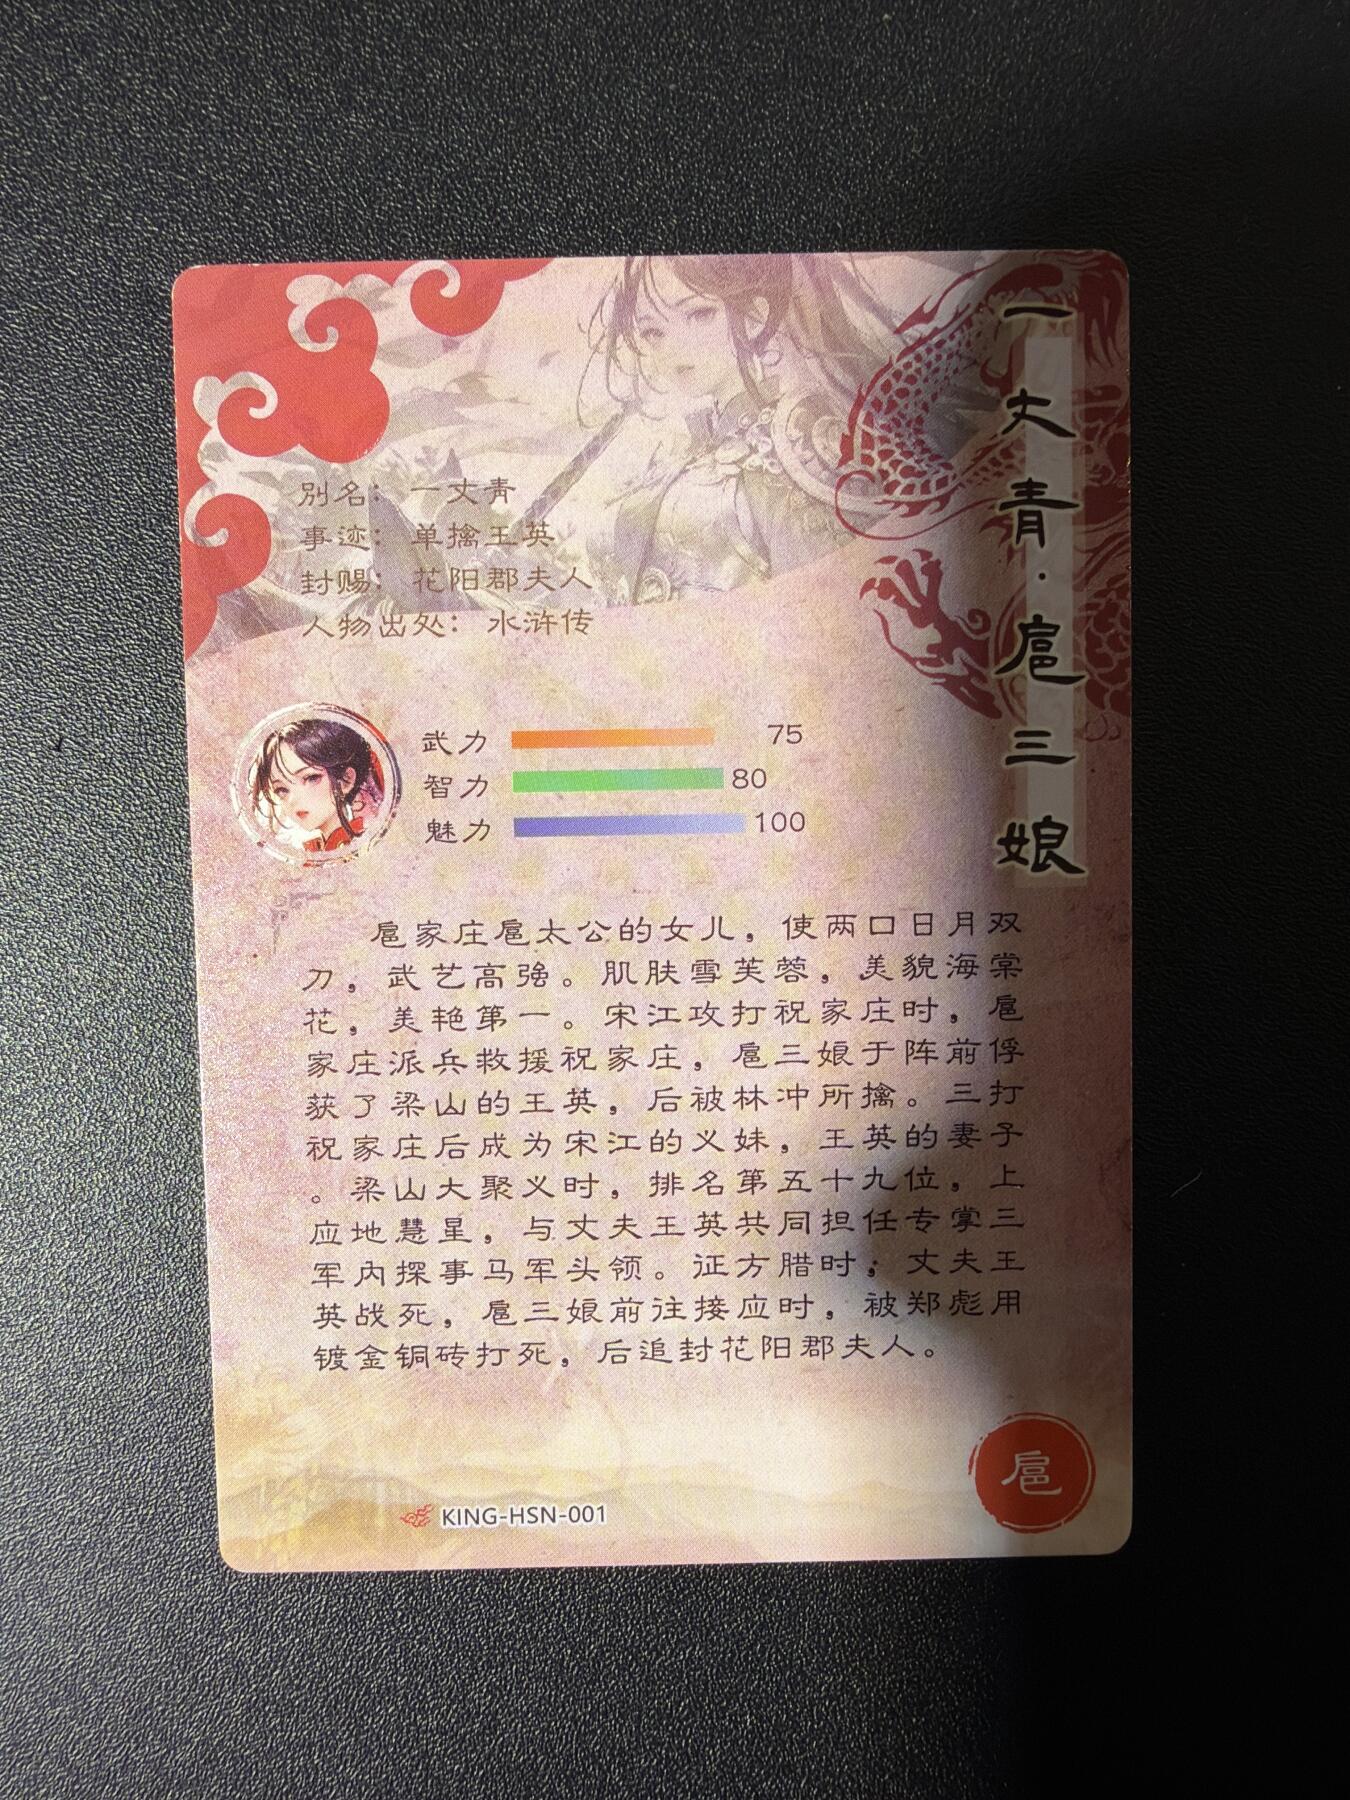 一丈青·扈三娘
别名：一丈青
事迹：单擒王英
封赐：花阳郡夫人
人物出处：水浒传
武力 75
智力 80
魅力 100
扈家庄扈太公的女儿，使两口日月双
刀，武艺高强。肌肤雪芙蓉，美貌海棠
花，美艳第一。宋江攻打祝家庄时，扈
家庄派兵救援祝家庄，扈三娘于阵前俘
获了梁山的王英，后被林冲所擒。三打
祝家庄后成为宋江的义妹，王英的妻子
。梁山大聚义时，排名第五十九位，上
应地慧星，与丈夫王英共同担任专掌三
军内探事马军头领。征方腊时，丈夫王
英战死，扈三娘前往接应时，被郑彪用
镀金铜砖打死，后追封花阳郡夫人。
KING-HSN-001
扈